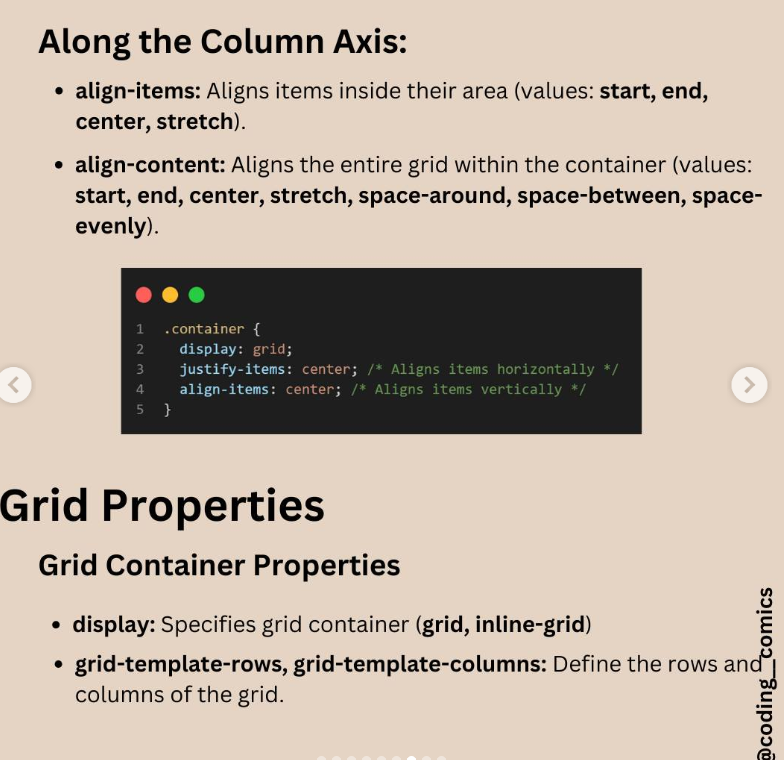 Along the Column Axis:
• align-items: Aligns items inside their area (values: start, end,
center, stretch).
• align-content: Aligns the entire grid within the container (values:
start, end, center, stretch, space-around, space-between, space-
evenly).
1 .container {
2 display: grid;
3 justify-items: center; /* Aligns items horizontally */
4 align-items: center; /* Aligns items vertically */
5 }
Grid Properties
Grid Container Properties
• display: Specifies grid container (grid, inline-grid)
• grid-template-rows, grid-template-columns: Define the rows and
columns of the grid.
@coding__comics